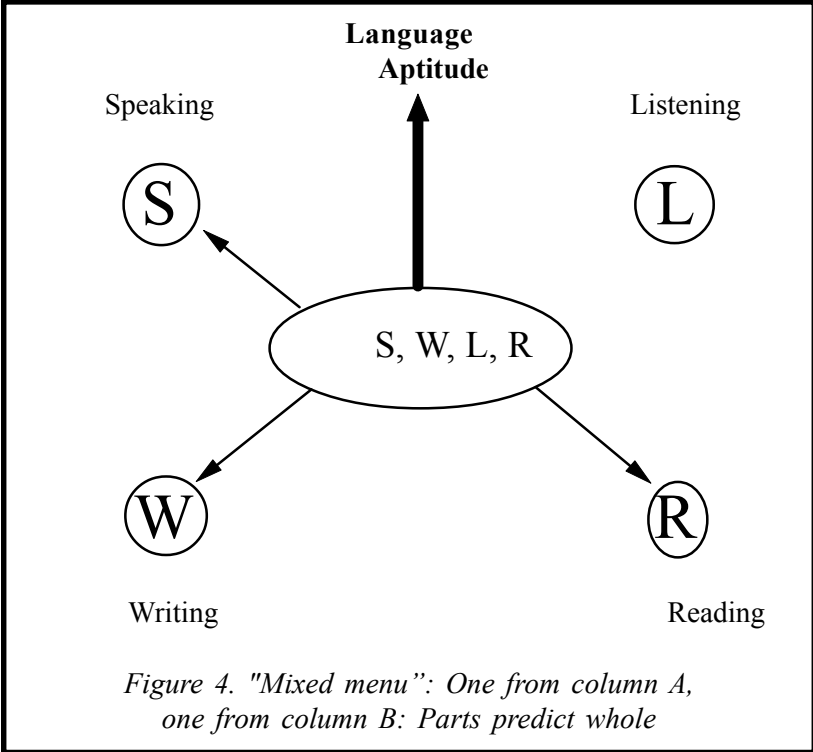 Language
Aptitude
Speaking
Listening
S
L
S, W, L, R
W
R
Writing
Reading
Figure 4. "Mixed menu”: One from column A,
one from column B: Parts predict whole